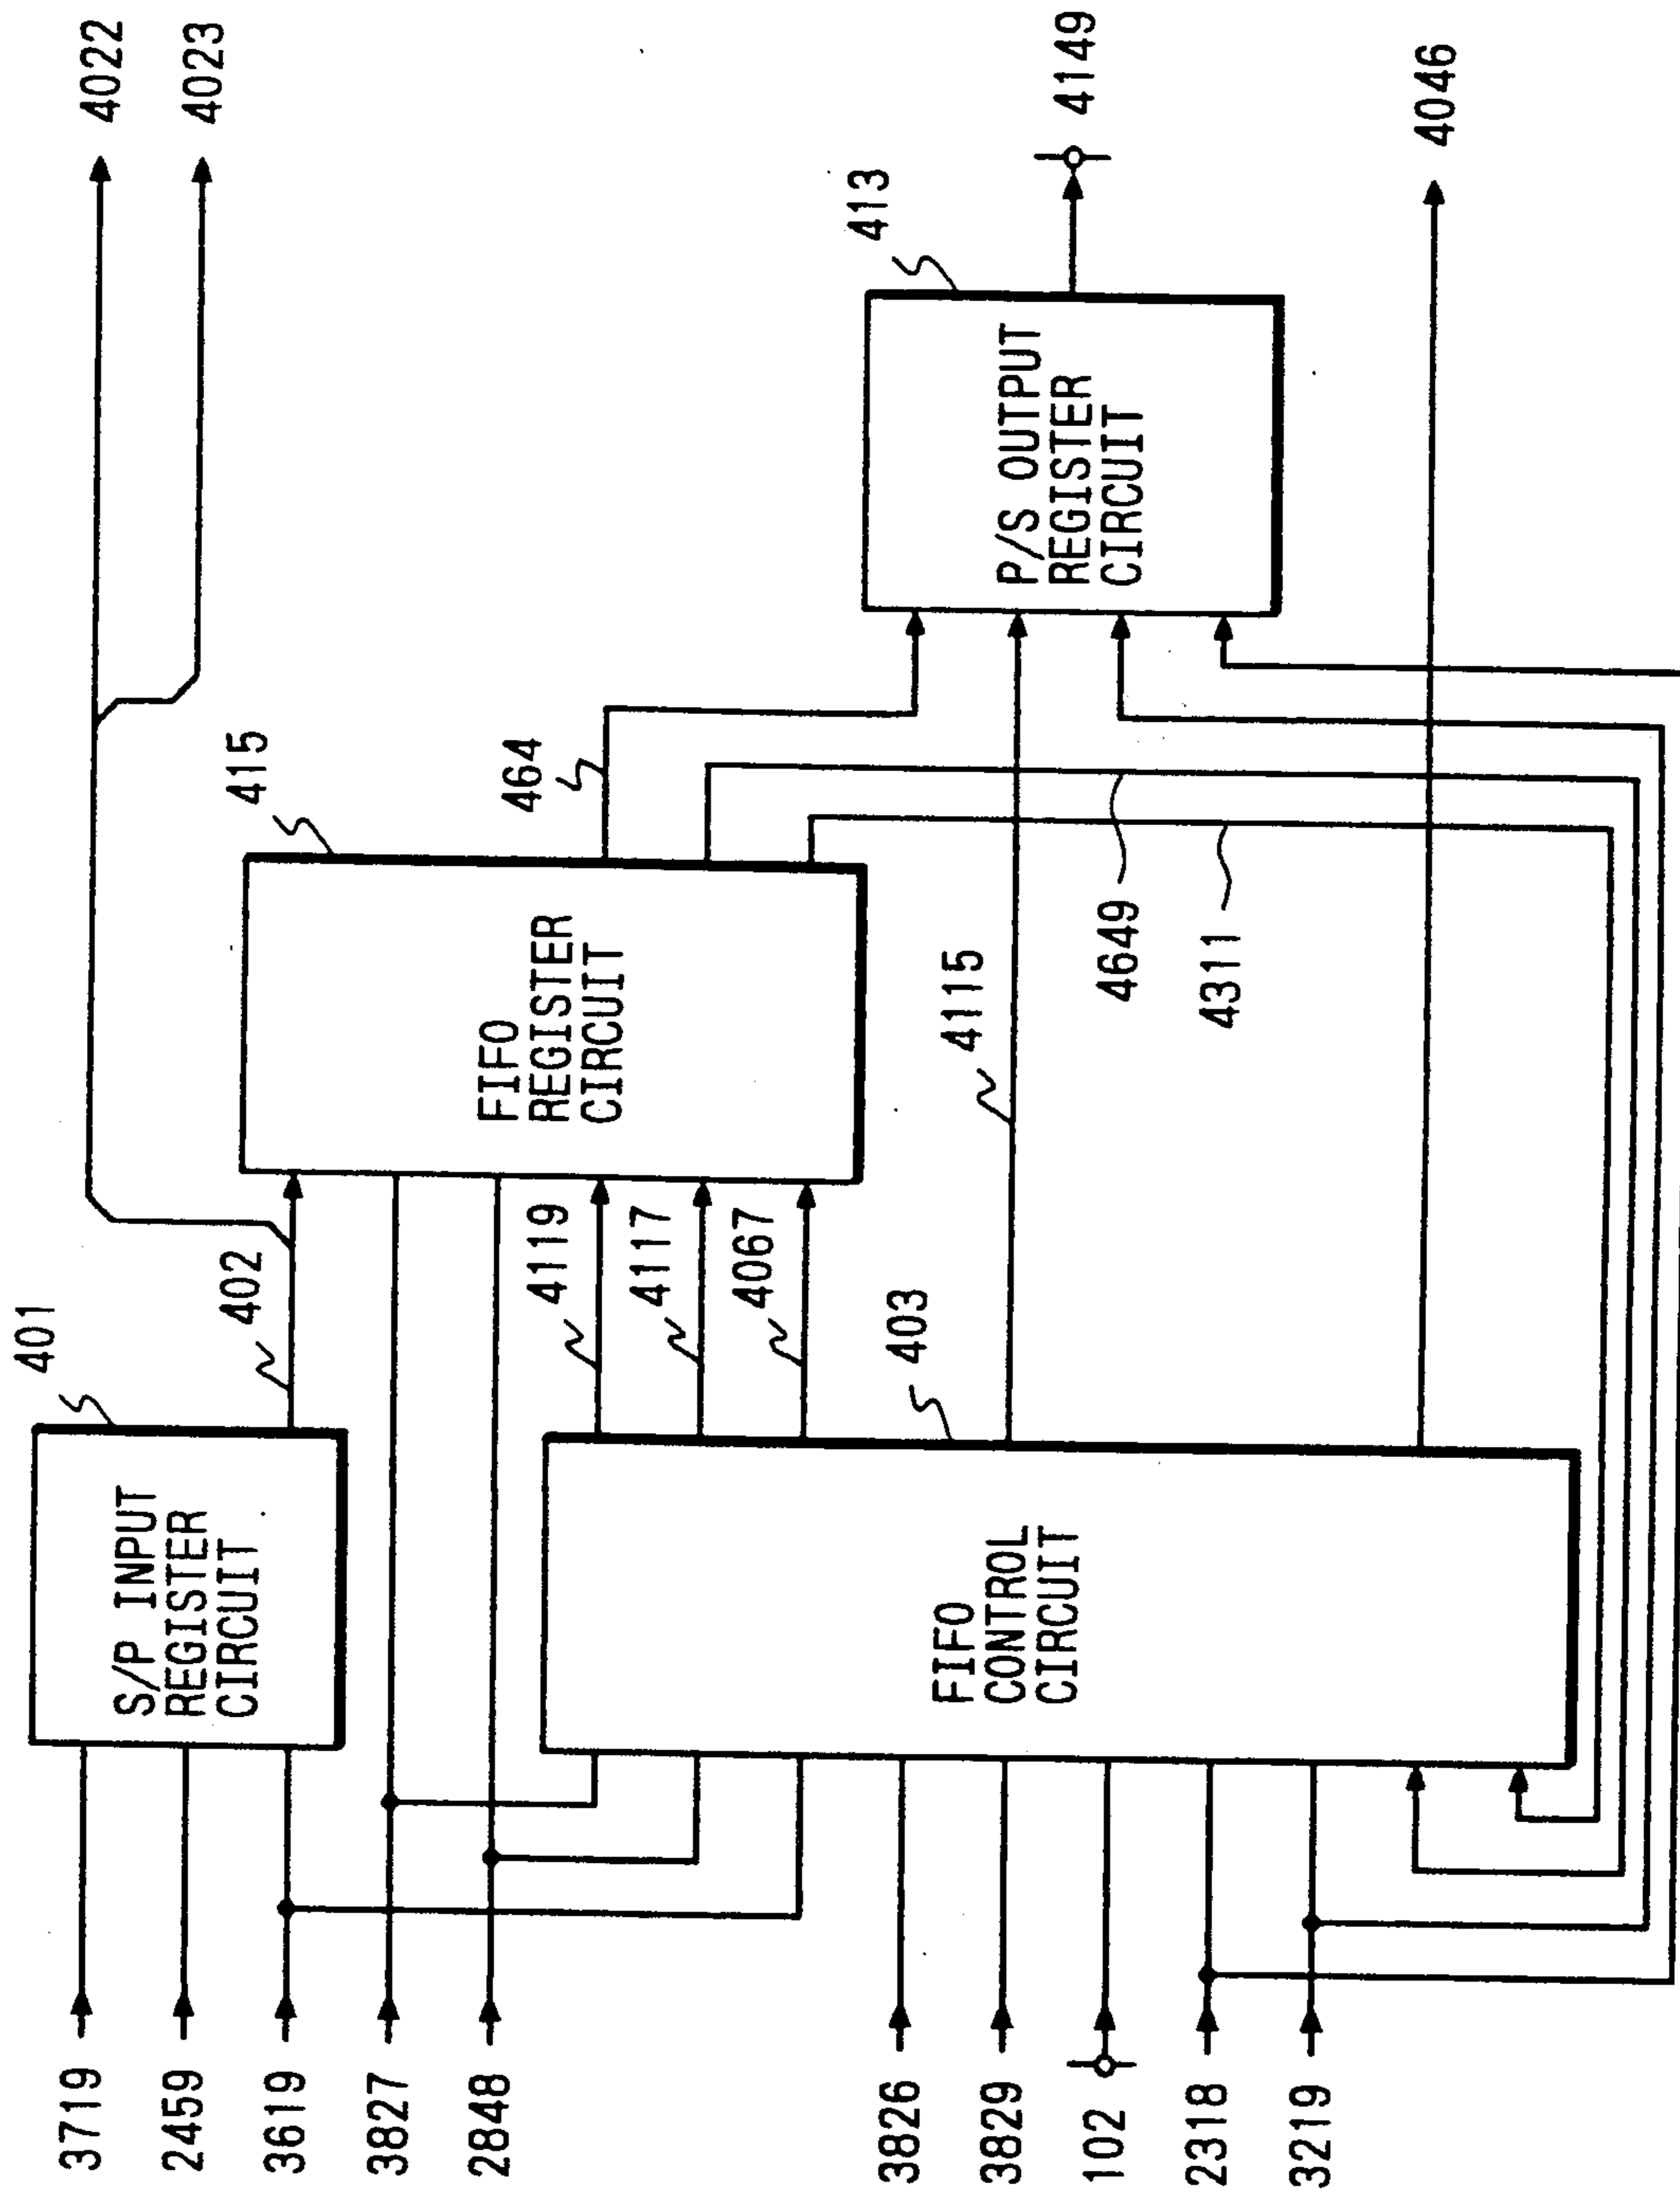 4022
4023
401
402
415
S/P INPUT
REGISTER
CIRCUIT
3719
2459
3619
3827
2848
FIFO
REGISTER
CIRCUIT
464
4119
4117
4067
413
P/S OUTPUT
REGISTER
CIRCUIT
4149
403
4115
4649
4311
FIFO
CONTROL
CIRCUIT
3826
3829
102
2318
3219
4046